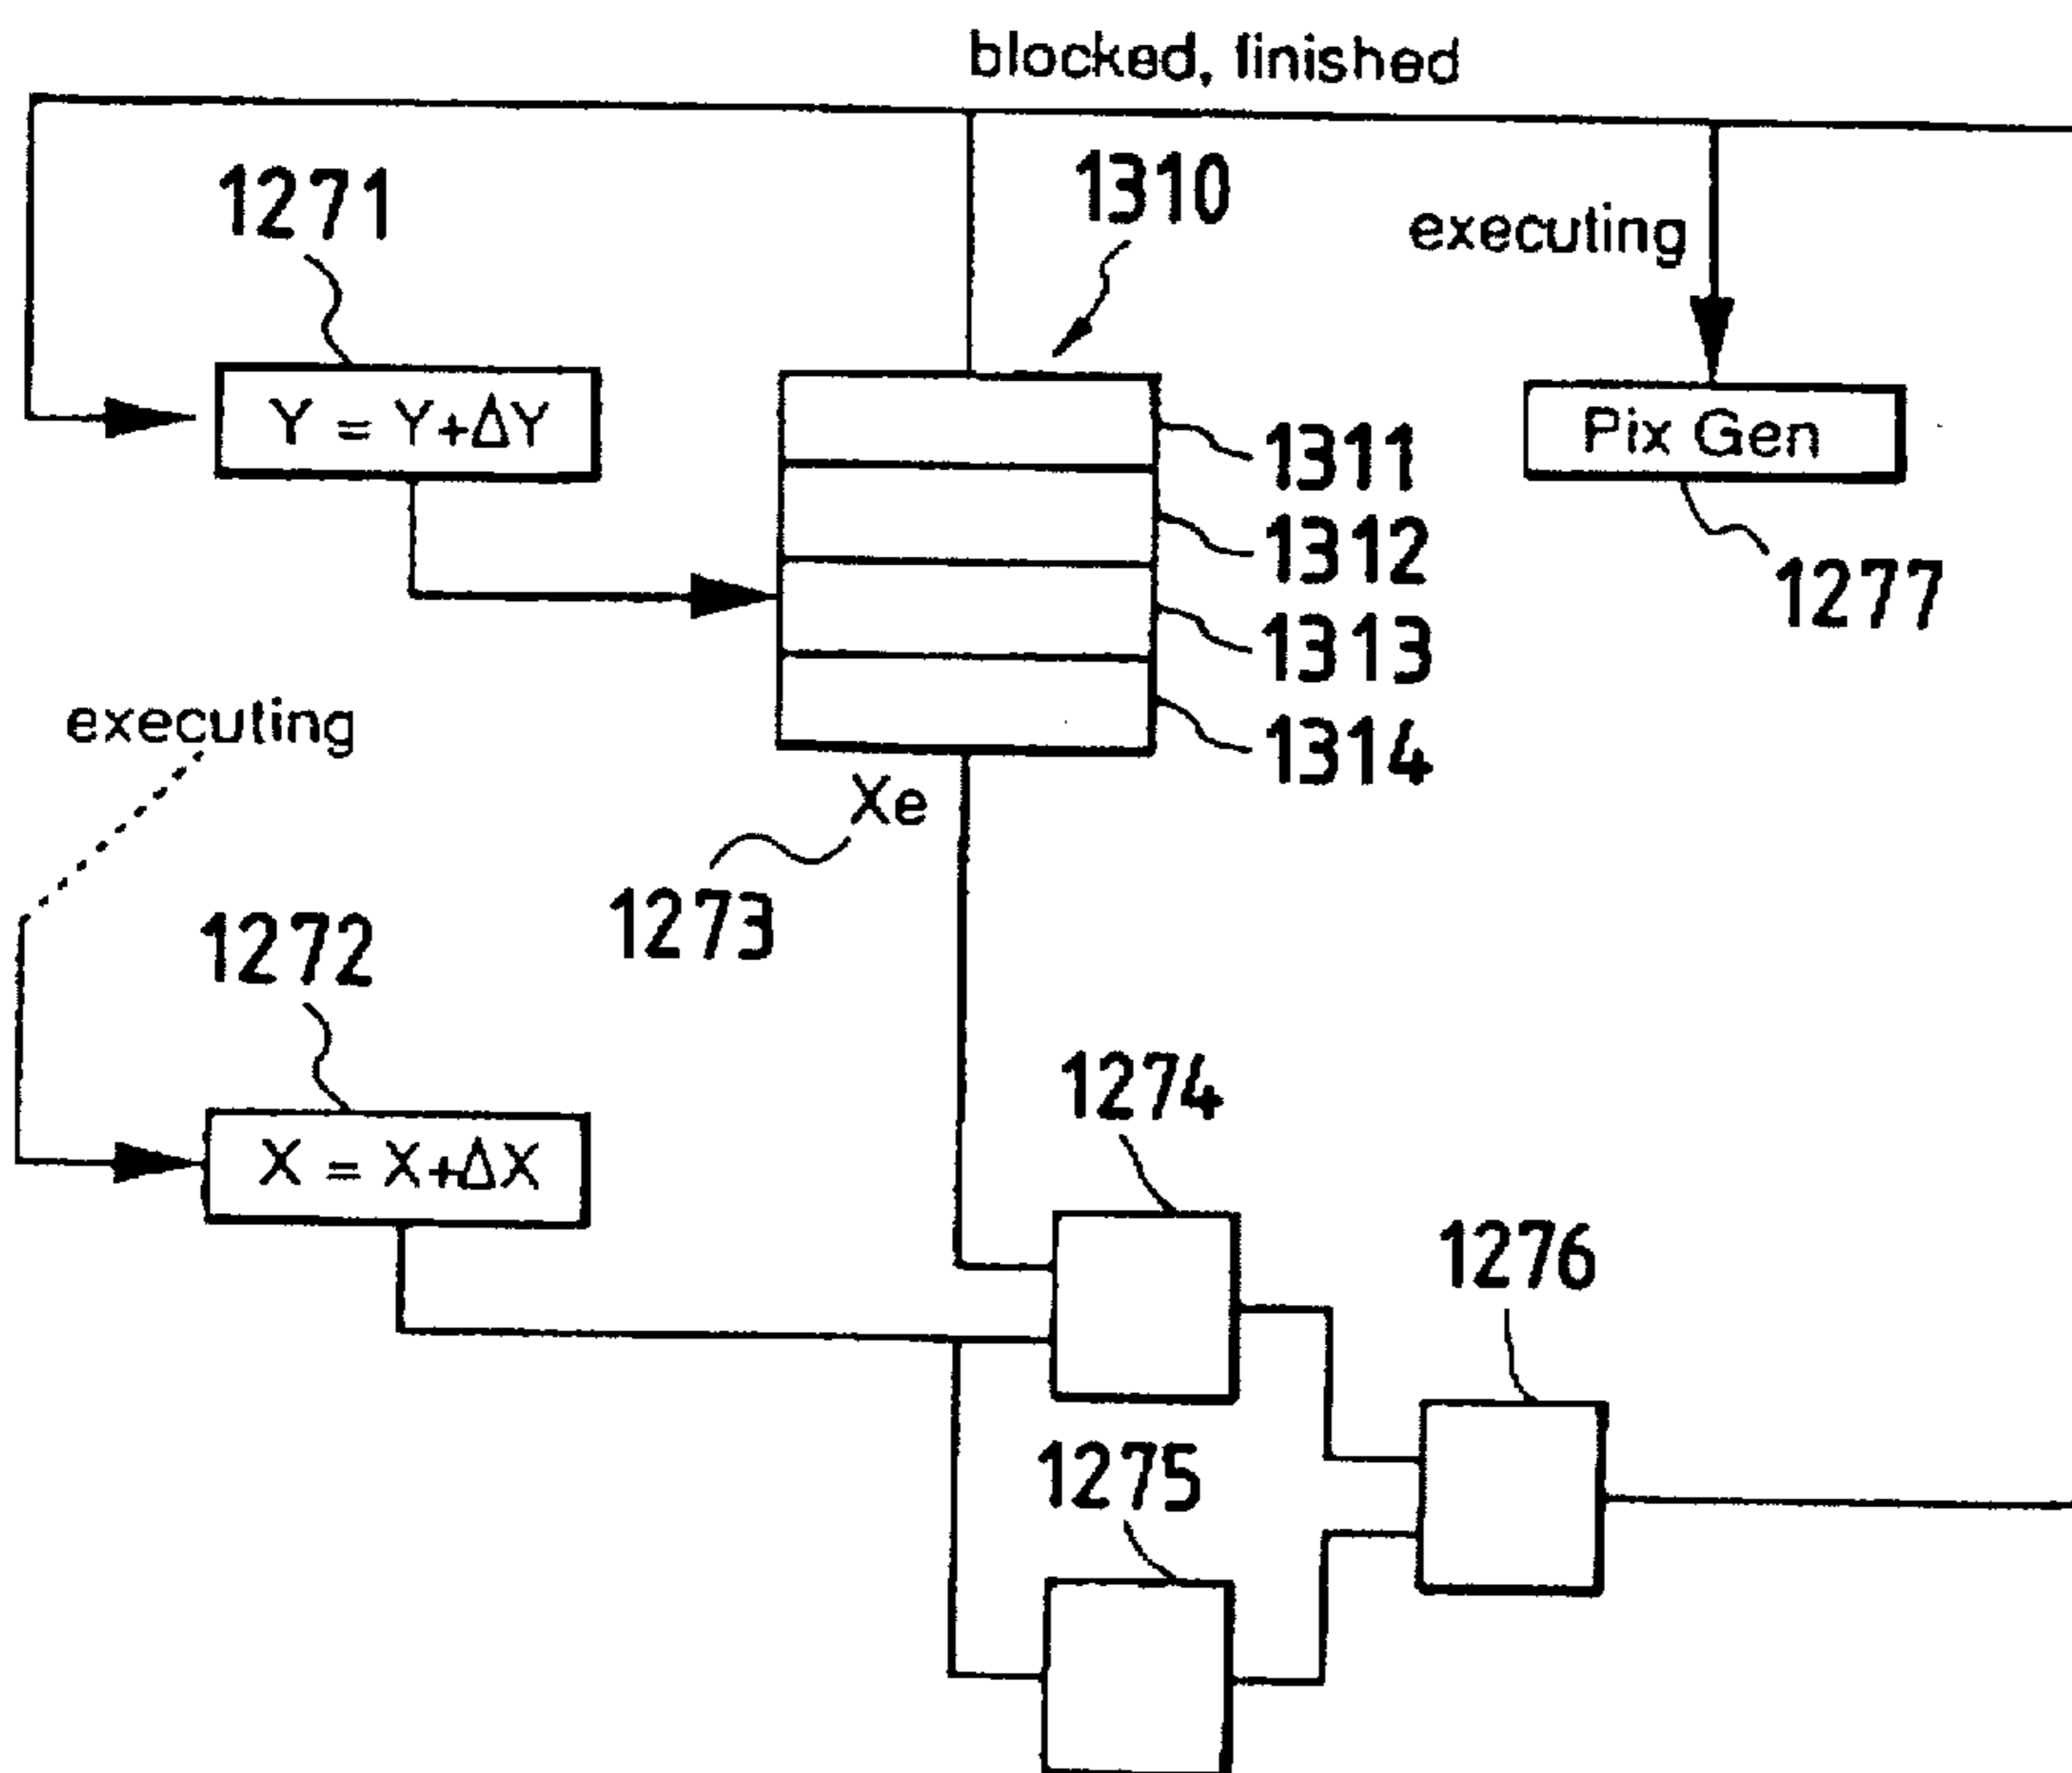 blocked, finished
1271
1310
executing
Y = Y+ΔY
Pix Gen
1311
1312
1313
1314
1277
executing
Xe
1273
1272
X = X+ΔX
1274
1276
1275